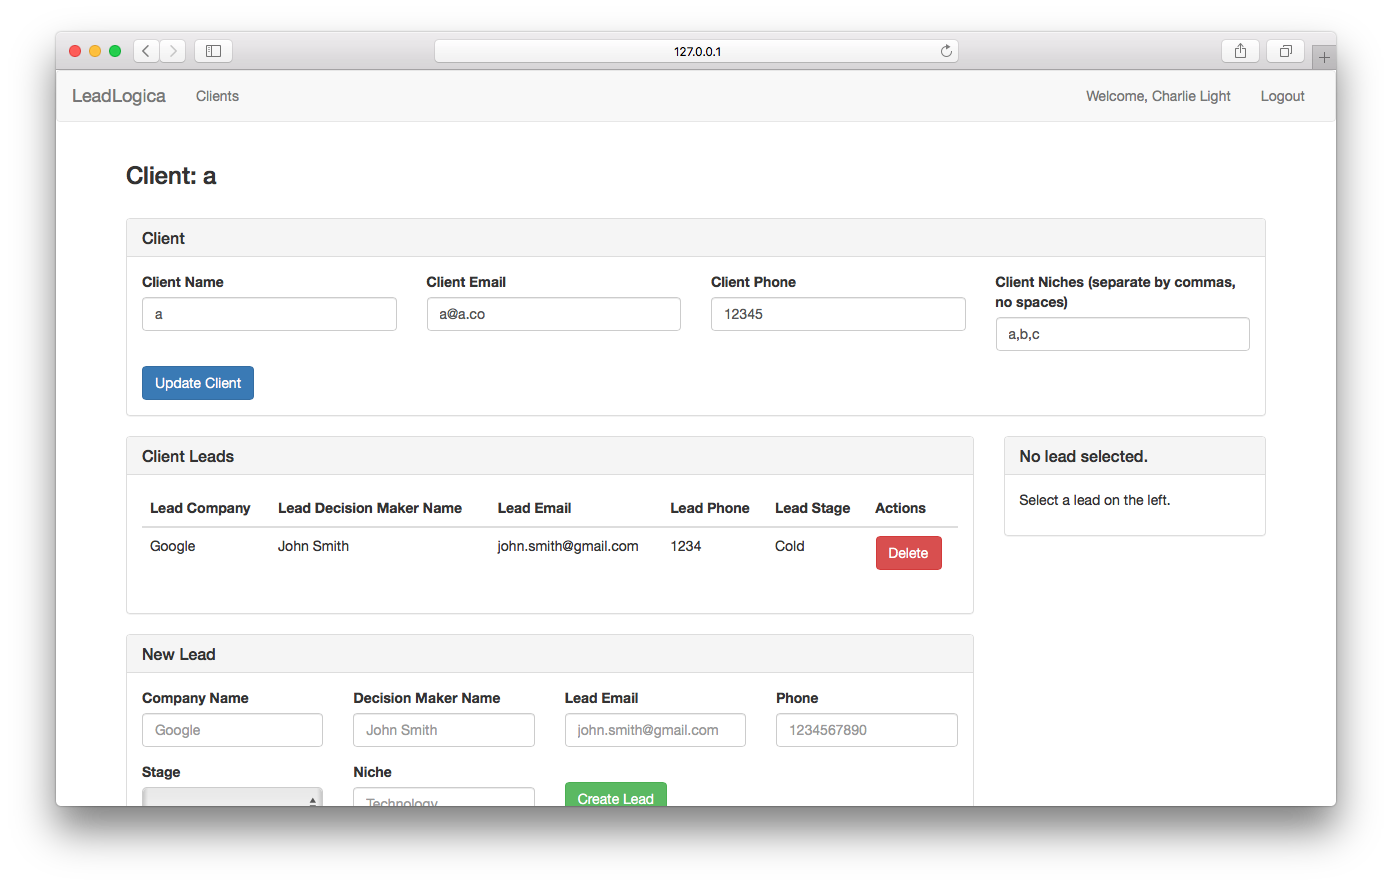 127.0.0.1
LeadLogica Clients Welcome, Charlie Light Logout
Client: a
Client
Client Name Client Email Client Phone Client Niches (separate by commas,
no spaces)
a a@a.co 12345
a,b,c
Update Client
Client Leads
Lead Company Lead Decision Maker Name Lead Email Lead Phone Lead Stage Actions
Google John Smith john.smith@gmail.com 1234 Cold Delete
No lead selected.
Select a lead on the left.
New Lead
Company Name Decision Maker Name Lead Email Phone
Google John Smith john.smith@gmail.com 1234567890
Stage Niche
Technology Create Lead